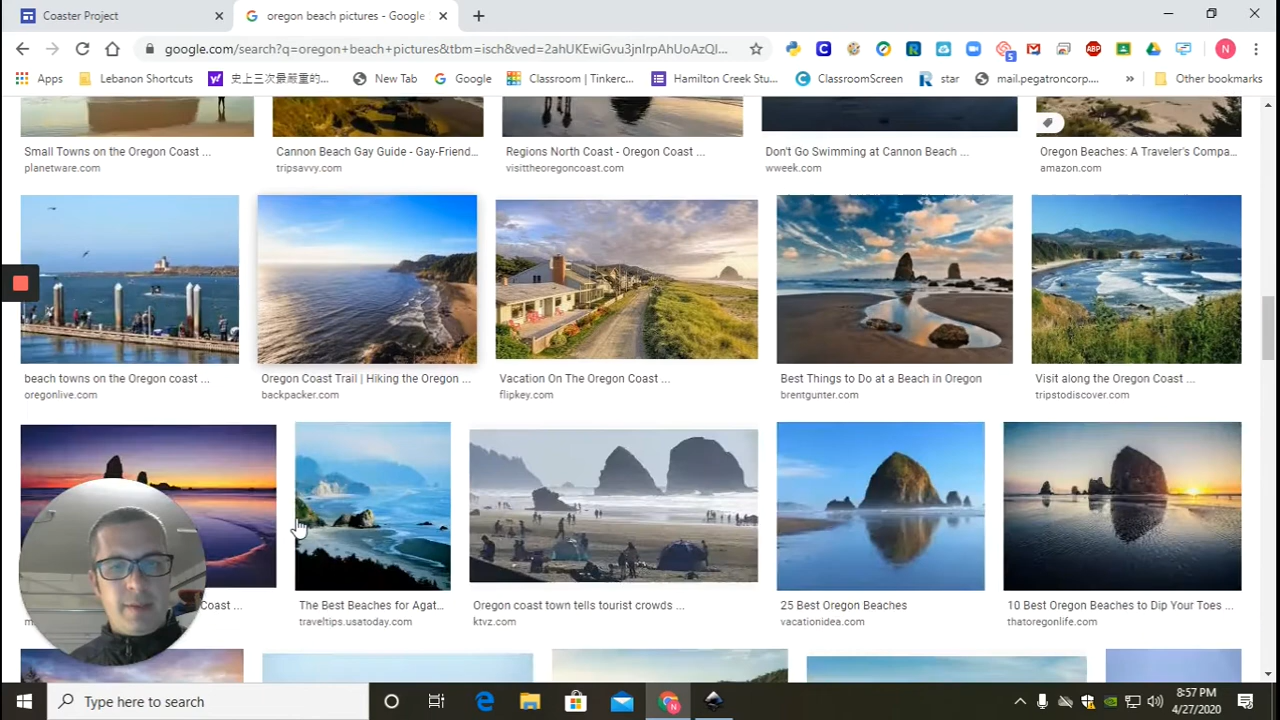 Coaster Project
oregon beach pictures - Google
google.com/search?q=oregon+beach+pictures&tbm=isch&ved=2ahUKEwiGvu3jnIrpAhUoAzQI...
N
Apps
Lebanon Shortcuts
史上三次嚴重的...
New Tab
Google
Classroom | Tinkerc...
Hamilton Creek Stu...
ClassroomScreen
star
mail.pegatroncorp....
»
Other bookmarks
Small Towns on the Oregon Coast ...
planetware.com
Cannon Beach Gay Guide - Gay-Friend...
tripsavvy.com
Regions North Coast - Oregon Coast ...
visittheoregoncoast.com
Don't Go Swimming at Cannon Beach ...
wweek.com
Oregon Beaches: A Traveler's Compa...
amazon.com
beach towns on the Oregon coast ...
oregonlive.com
Oregon Coast Trail | Hiking the Oregon ...
backpacker.com
Vacation On The Oregon Coast ...
flipkey.com
Best Things to Do at a Beach in Oregon
brentgunter.com
Visit along the Oregon Coast ...
tripstodiscover.com
Coast ...
The Best Beaches for Agat...
traveltips.usatoday.com
Oregon coast town tells tourist crowds ...
ktvz.com
25 Best Oregon Beaches
vacationidea.com
10 Best Oregon Beaches to Dip Your Toes ...
thatoregonlife.com
Type here to search
8:57 PM
4/27/2020